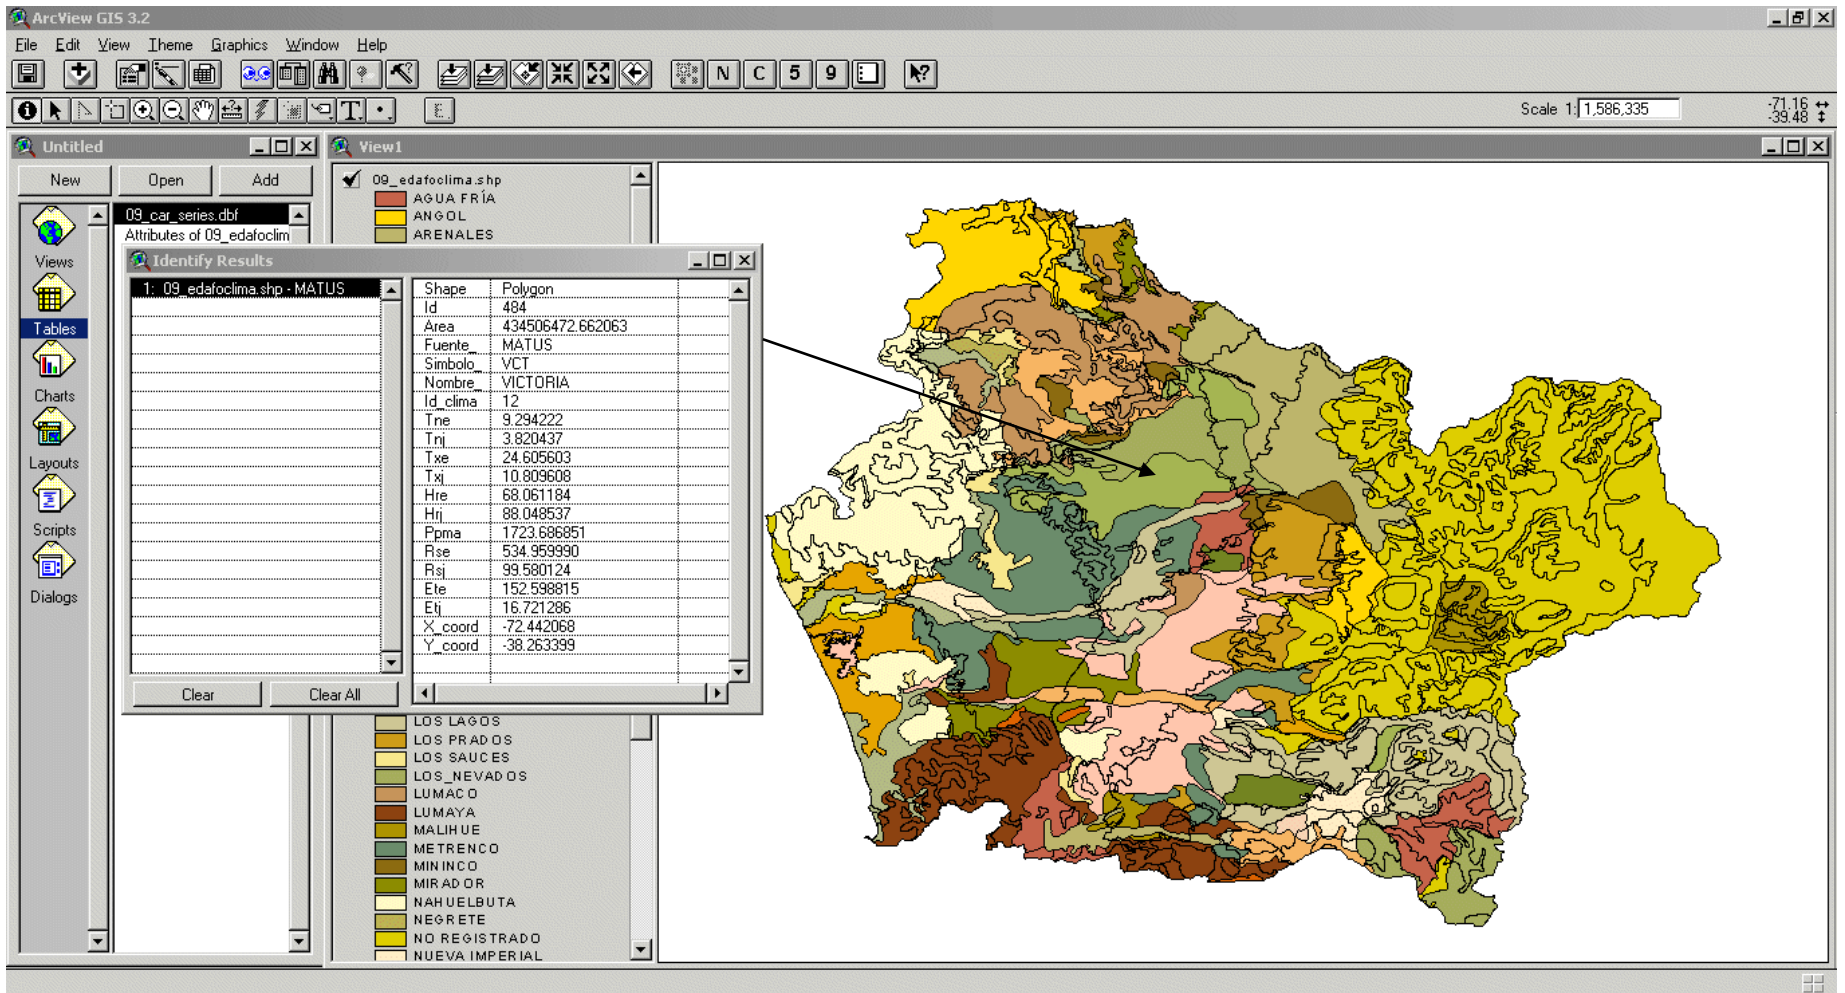 ArcView GIS 3.2
File Edit View Theme Graphics Window Help
N C 5 9
T
E
Scale 1: 1,586,335
-71.16
-39.48
Untitled
New Open Add
Views
Tables
Charts
Layouts
Scripts
Dialogs
09_car_series.dbf
Attributes of 09_edafoclim
View1
09_edafoclima.shp
AGUA FRÍA
ANGOL
ARENALES
Identify Results
1: 09_edafoclima.shp - MATUS
Shape Polygon
Id 484
Area 434506472.662063
Fuente_ MATUS
Simbolo_ VCT
Nombre_ VICTORIA
Id_clima 12
Tne 9.294222
Tnj 3.820437
Txe 24.605603
Txj 10.809608
Hre 68.061184
Hrj 88.048537
Ppma 1723.686851
Rse 534.959990
Rsj 99.580124
Ete 152.598815
Etj 16.721286
X_coord -72.442068
Y_coord -38.263399
Clear Clear All
LOS LAGOS
LOS PRADOS
LOS SAUCES
LOS_NEVADOS
LUMACO
LUMAYA
MALIHUE
METRENCO
MININCO
MIRADOR
NAHUELBUTA
NEGRETE
NO REGISTRADO
NUEVA IMPERIAL